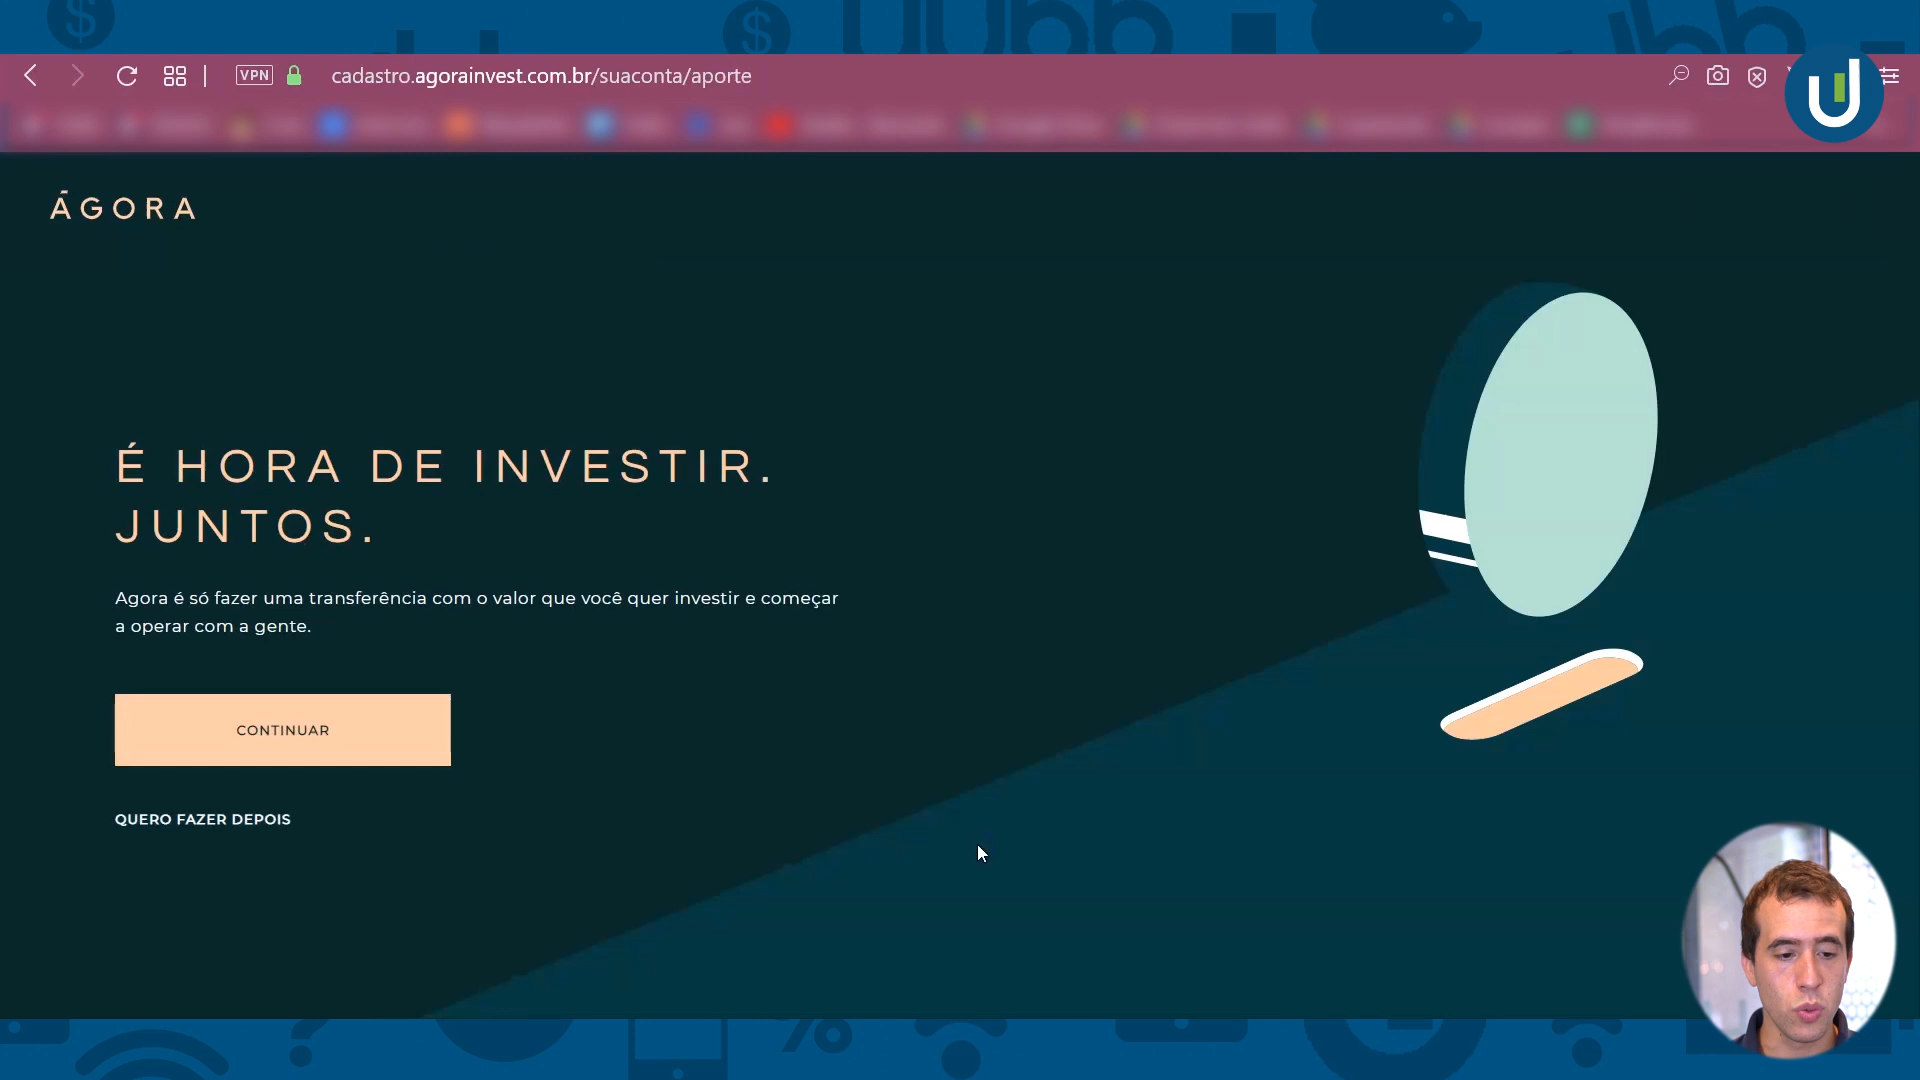 VPN
cadastro.agorainvest.com.br/suaconta/aporte
ÁGORA
É HORA DE INVESTIR.
JUNTOS.
Agora é só fazer uma transferência com o valor que você quer investir e começar
a operar com a gente.
CONTINUAR
QUERO FAZER DEPOIS